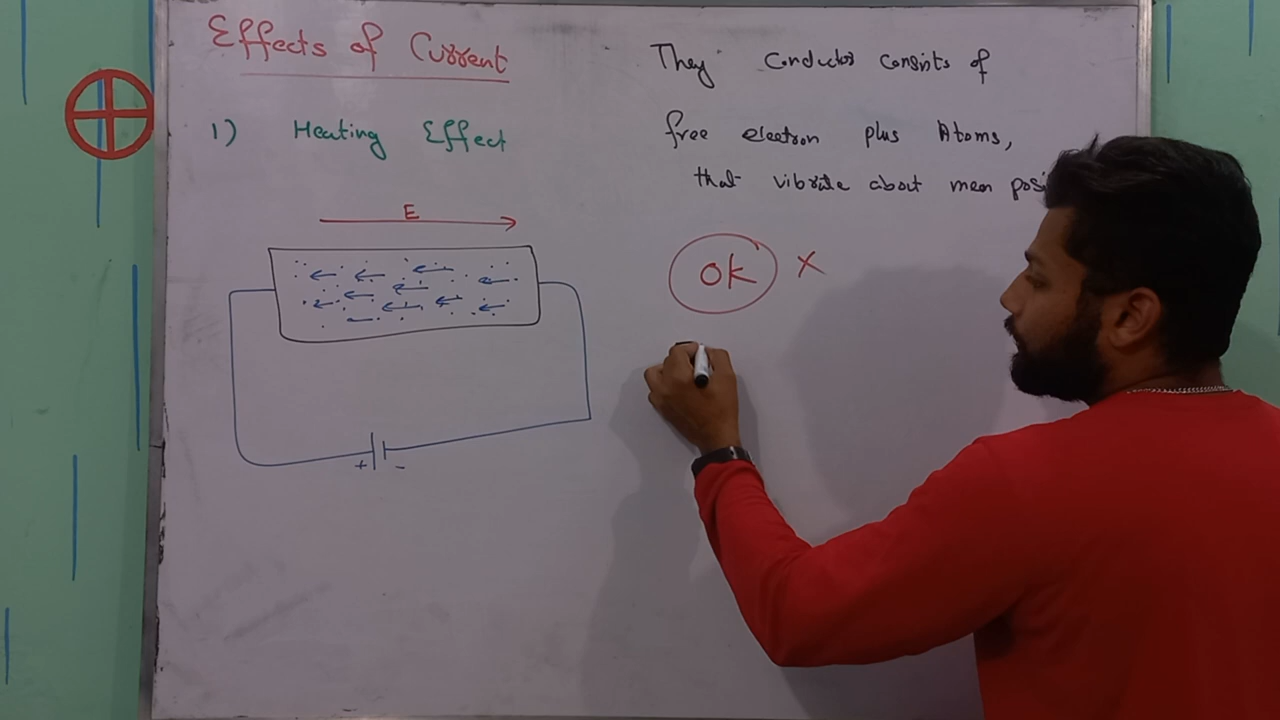 Effects of Current
1) Heating Effect
E
+ -
They conductor consists of
free electron plus Atoms,
that vibrate about mean posi
OK ×